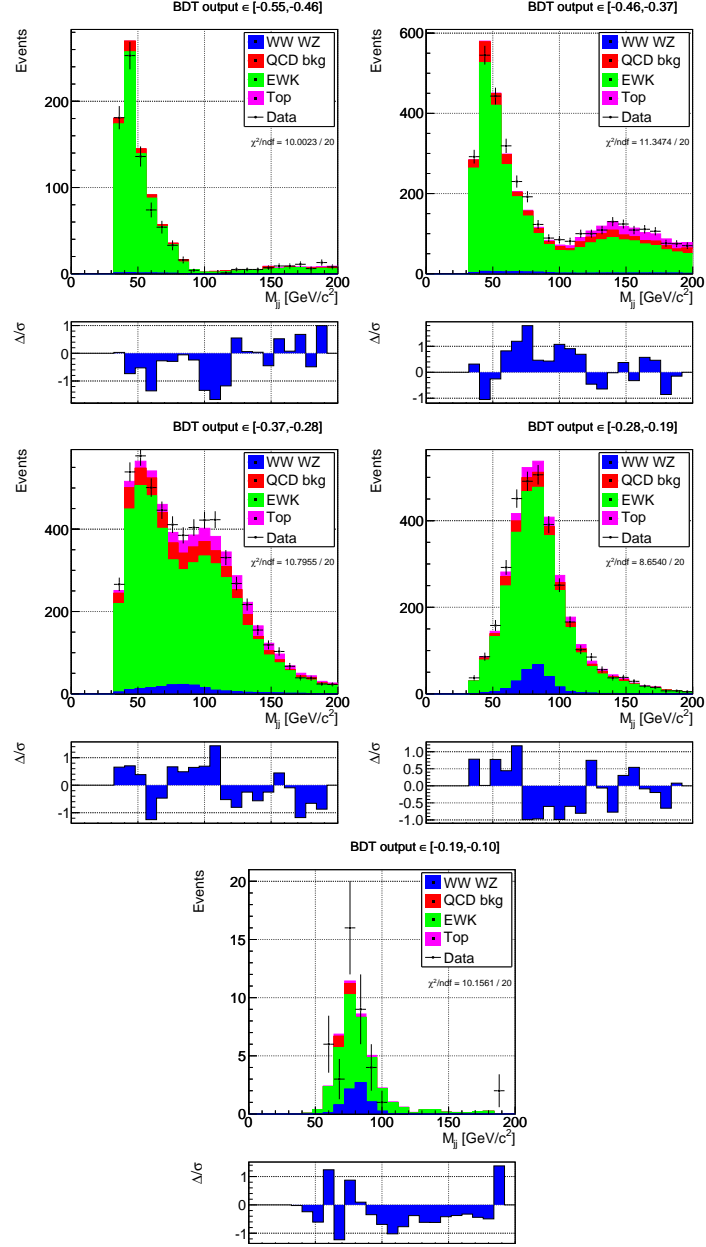 BDT output ∈ [-0.55,-0.46]
Events
WW WZ
QCD bkg
EWK
Top
Data
χ²/ndf = 10.0023 / 20
200
100
0
0 50 100 150 200
M_jj [GeV/c²]
Δ/σ
1
0
-1
BDT output ∈ [-0.46,-0.37]
Events
WW WZ
QCD bkg
EWK
Top
Data
χ²/ndf = 11.3474 / 20
600
400
200
0
0 50 100 150 200
M_jj [GeV/c²]
Δ/σ
1
0
-1
BDT output ∈ [-0.37,-0.28]
Events
WW WZ
QCD bkg
EWK
Top
Data
χ²/ndf = 10.7955 / 20
400
200
0
0 50 100 150 200
M_jj [GeV/c²]
Δ/σ
1
0
-1
BDT output ∈ [-0.28,-0.19]
Events
WW WZ
QCD bkg
EWK
Top
Data
χ²/ndf = 8.6540 / 20
400
200
0
0 50 100 150 200
M_jj [GeV/c²]
Δ/σ
1.0
0.5
0.0
-0.5
-1.0
BDT output ∈ [-0.19,-0.10]
Events
WW WZ
QCD bkg
EWK
Top
Data
χ²/ndf = 10.1561 / 20
20
15
10
5
0
0 50 100 150 200
M_jj [GeV/c²]
Δ/σ
1
0
-1